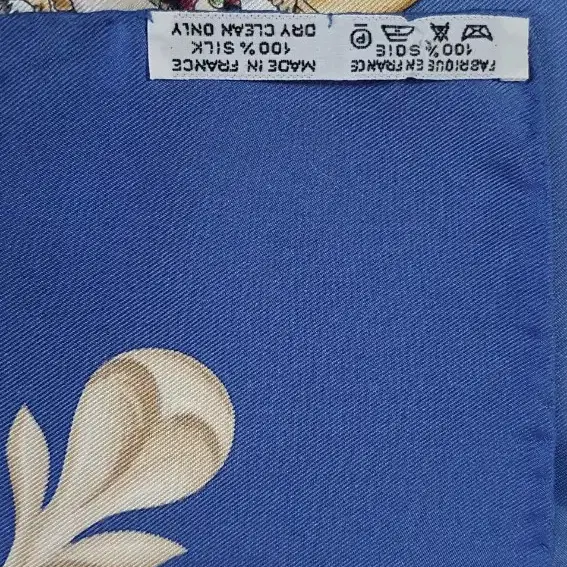 FABRIQUE EN FRANCE
100% SOIE
P
MADE IN FRANCE
100% SILK
DRY CLEAN ONLY